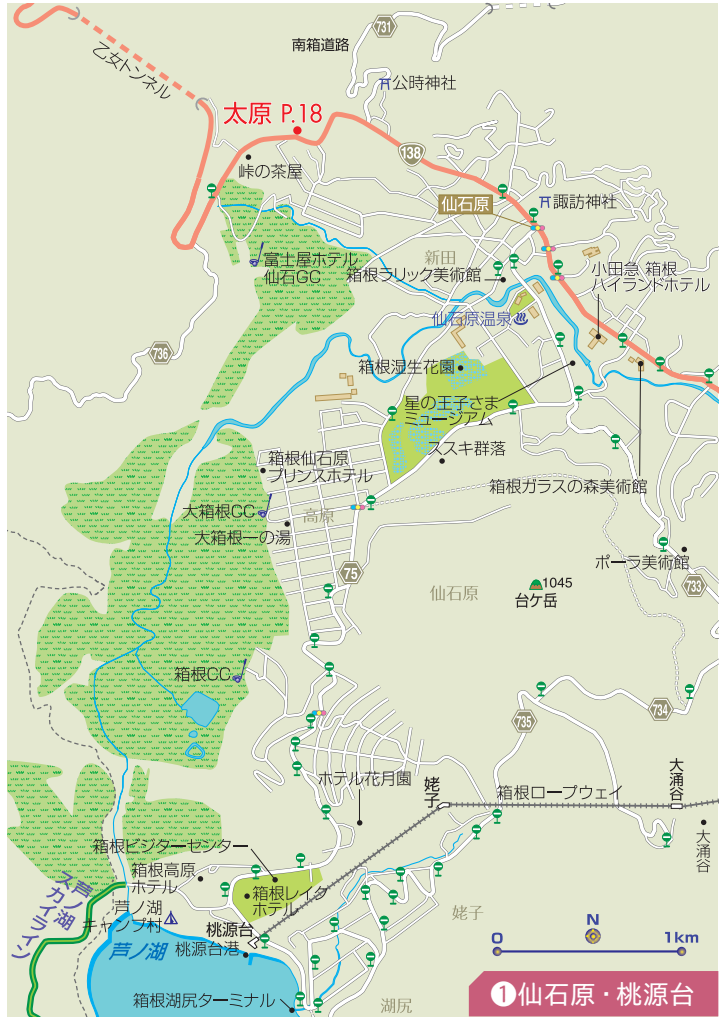 731
南箱道路
乙女トンネル
公時神社
太原 P.18
138
峠の茶屋
仙石原
諏訪神社
新田
富士屋ホテル
仙石GC
箱根ラリック美術館
小田急 箱根
ハイランドホテル
仙石原温泉
736
箱根湿生花園
星の王子さま
ミュージアム
ススキ群落
箱根仙石原
プリンスホテル
箱根ガラスの森美術館
大箱根CC
高原
大箱根一の湯
ポーラ美術館
75
1045
台ケ岳
733
仙石原
箱根CC
734
735
ホテル花月園
姥子
箱根ロープウェイ
大涌谷
大涌谷
箱根ビジターセンター
箱根高原
ホテル
箱根レイク
ホテル
芦ノ湖
スカイライン
芦ノ湖
キャンプ村
姥子
桃源台
芦ノ湖
桃源台港
N
0
1km
箱根湖尻ターミナル
湖尻
1仙石原・桃源台